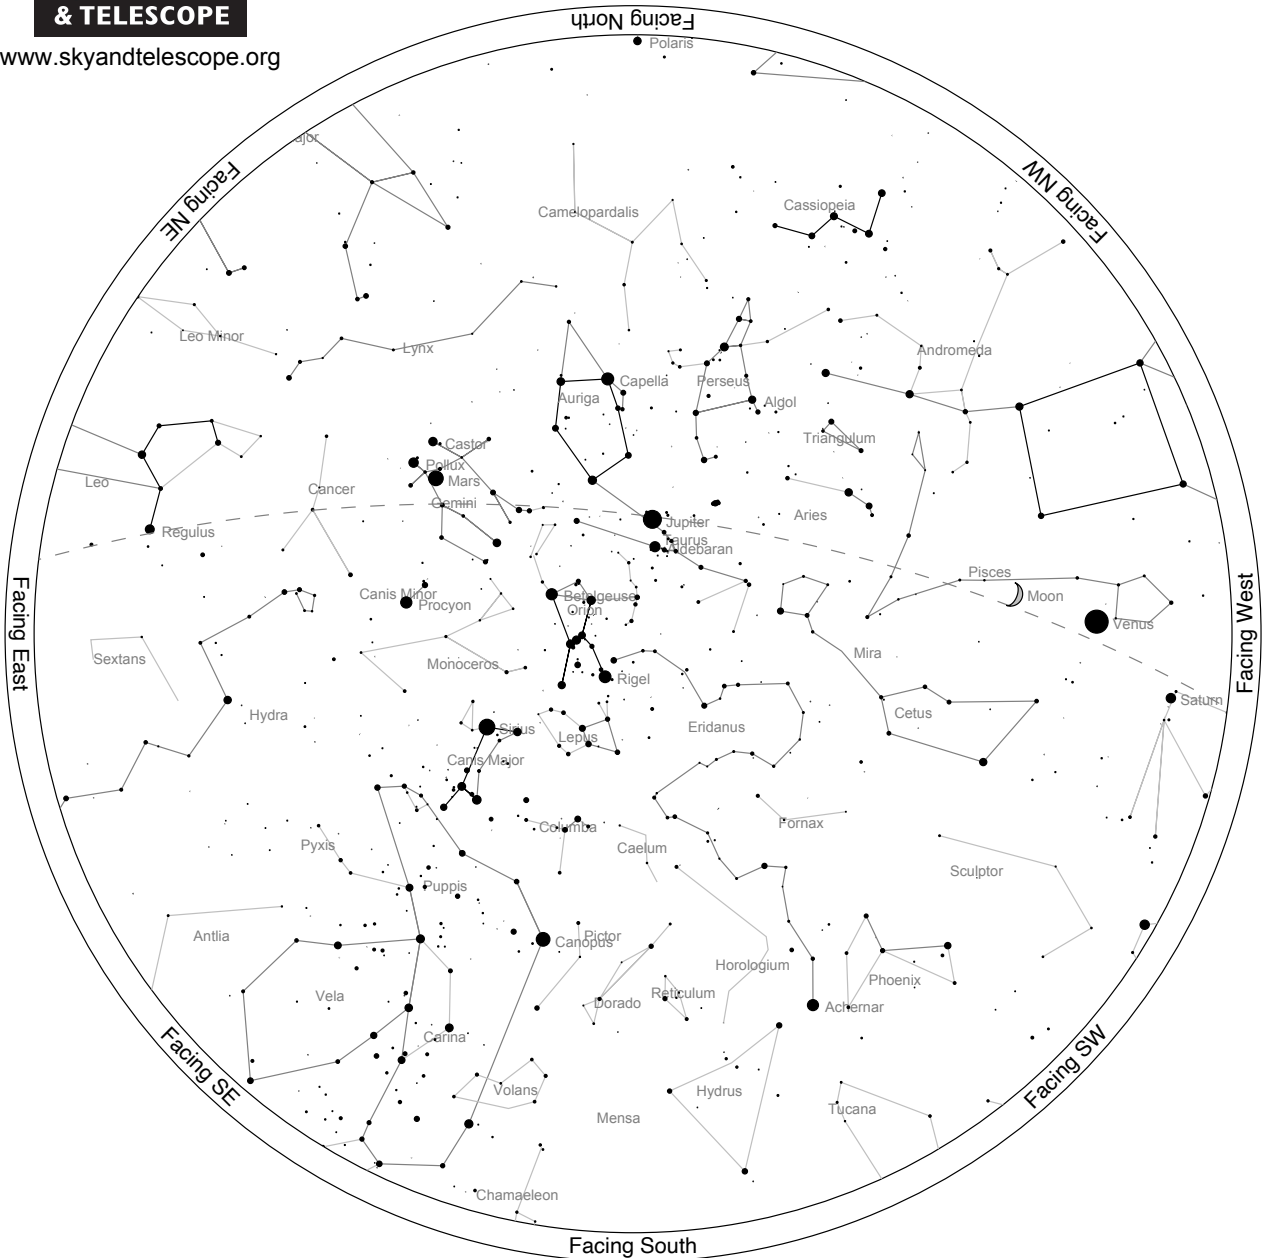 & TELESCOPE
www.skyandtelescope.org
Facing North
Polaris
ajor
Facing NE
Facing NW
Camelopardalis
Cassiopeia
Leo Minor
Lynx
Andromeda
Capella
Perseus
Auriga
Algol
Triangulum
Castor
Pollux
Mars
Leo
Cancer
Gemini
Aries
Regulus
Jupiter
Taurus
Aldebaran
Pisces
Canis Minor
Procyon
Betelgeuse
Orion
Moon
Venus
Facing East
Facing West
Sextans
Monoceros
Mira
Rigel
Saturn
Hydra
Sirius
Lepus
Eridanus
Cetus
Canis Major
Columba
Fornax
Pyxis
Caelum
Sculptor
Puppis
Antlia
Canopus
Pictor
Horologium
Phoenix
Vela
Dorado
Reticulum
Achernar
Carina
Facing SE
Facing SW
Volans
Hydrus
Mensa
Tucana
Chamaeleon
Facing South